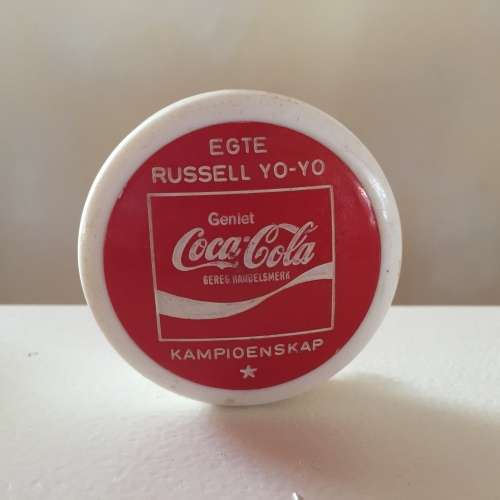 EGTE
RUSSELL YO-YO
Geniet
Coca-Cola
GEREG HANDELSMERK
KAMPIOENSKAP